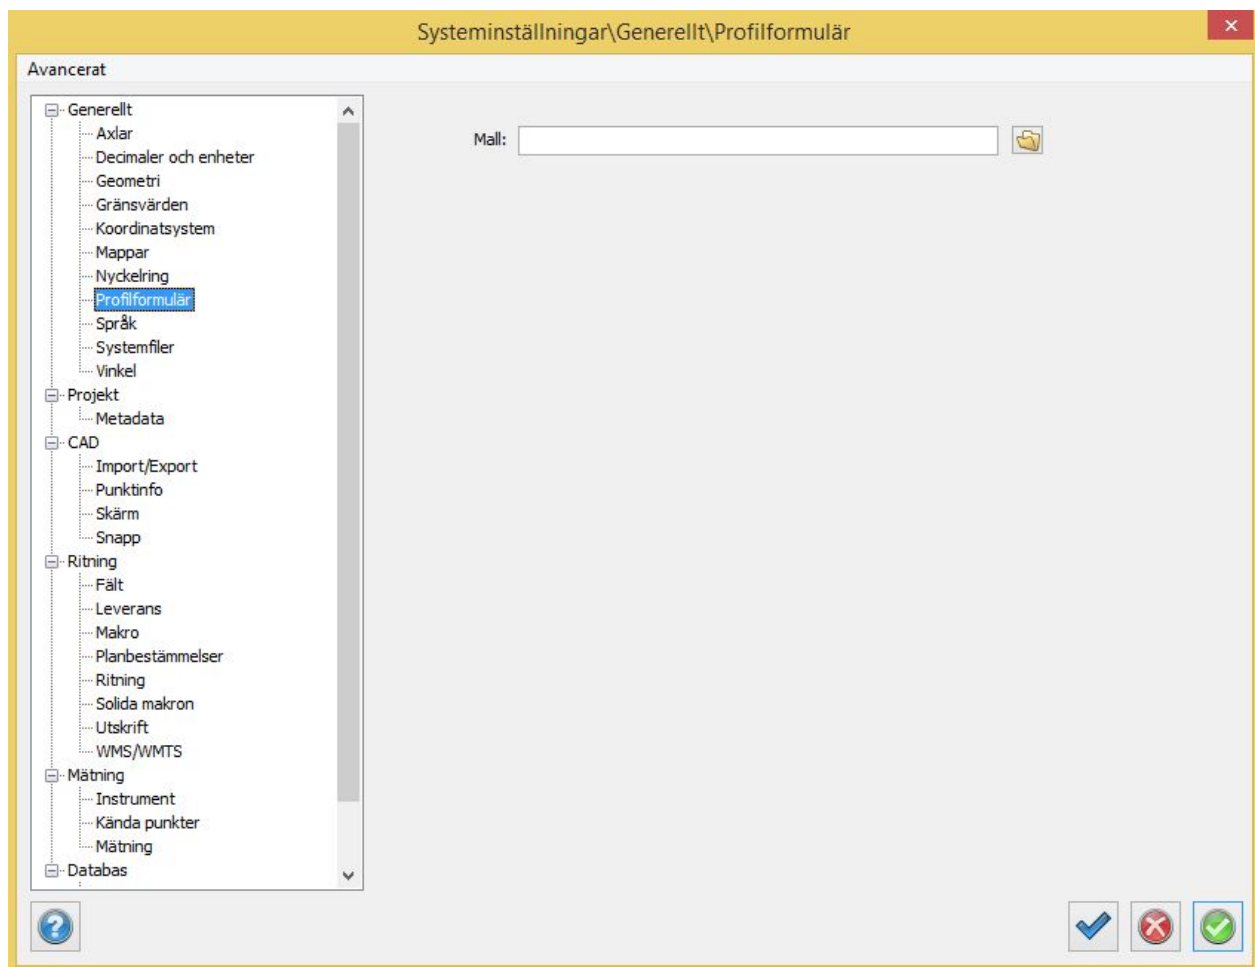 Systeminställningar\Generellt\Profilformulär
Avancerat
Generellt
Axlar
Decimaler och enheter
Geometri
Gränsvärden
Koordinatsystem
Mappar
Nyckelring
Profilformulär
Språk
Systemfiler
Vinkel
Projekt
Metadata
CAD
Import/Export
Punktinfo
Skärm
Snapp
Ritning
Fält
Leverans
Makro
Planbestämmelser
Ritning
Solida makron
Utskrift
WMS/WMTS
Mätning
Instrument
Kända punkter
Mätning
Databas
Mall: